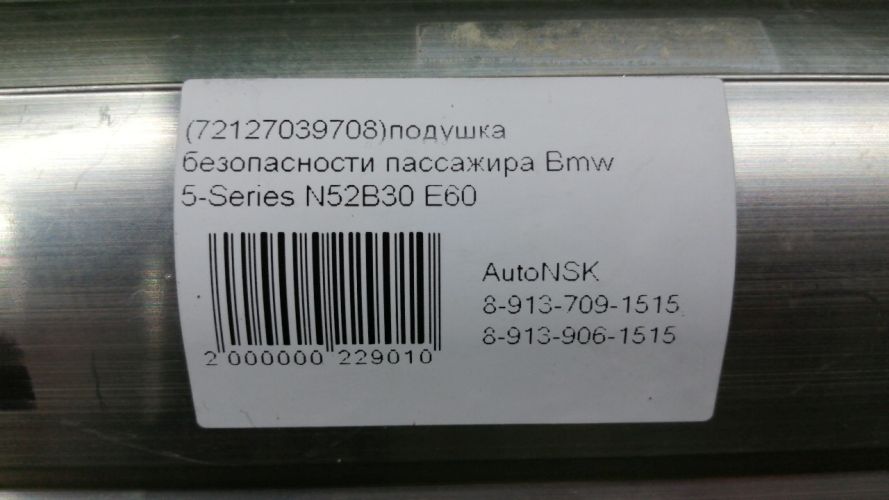 (72127039708)подушка
безопасности пассажира Bmw
5-Series N52B30 E60
AutoNSK
8-913-709-1515
8-913-906-1515
2 000000 229010